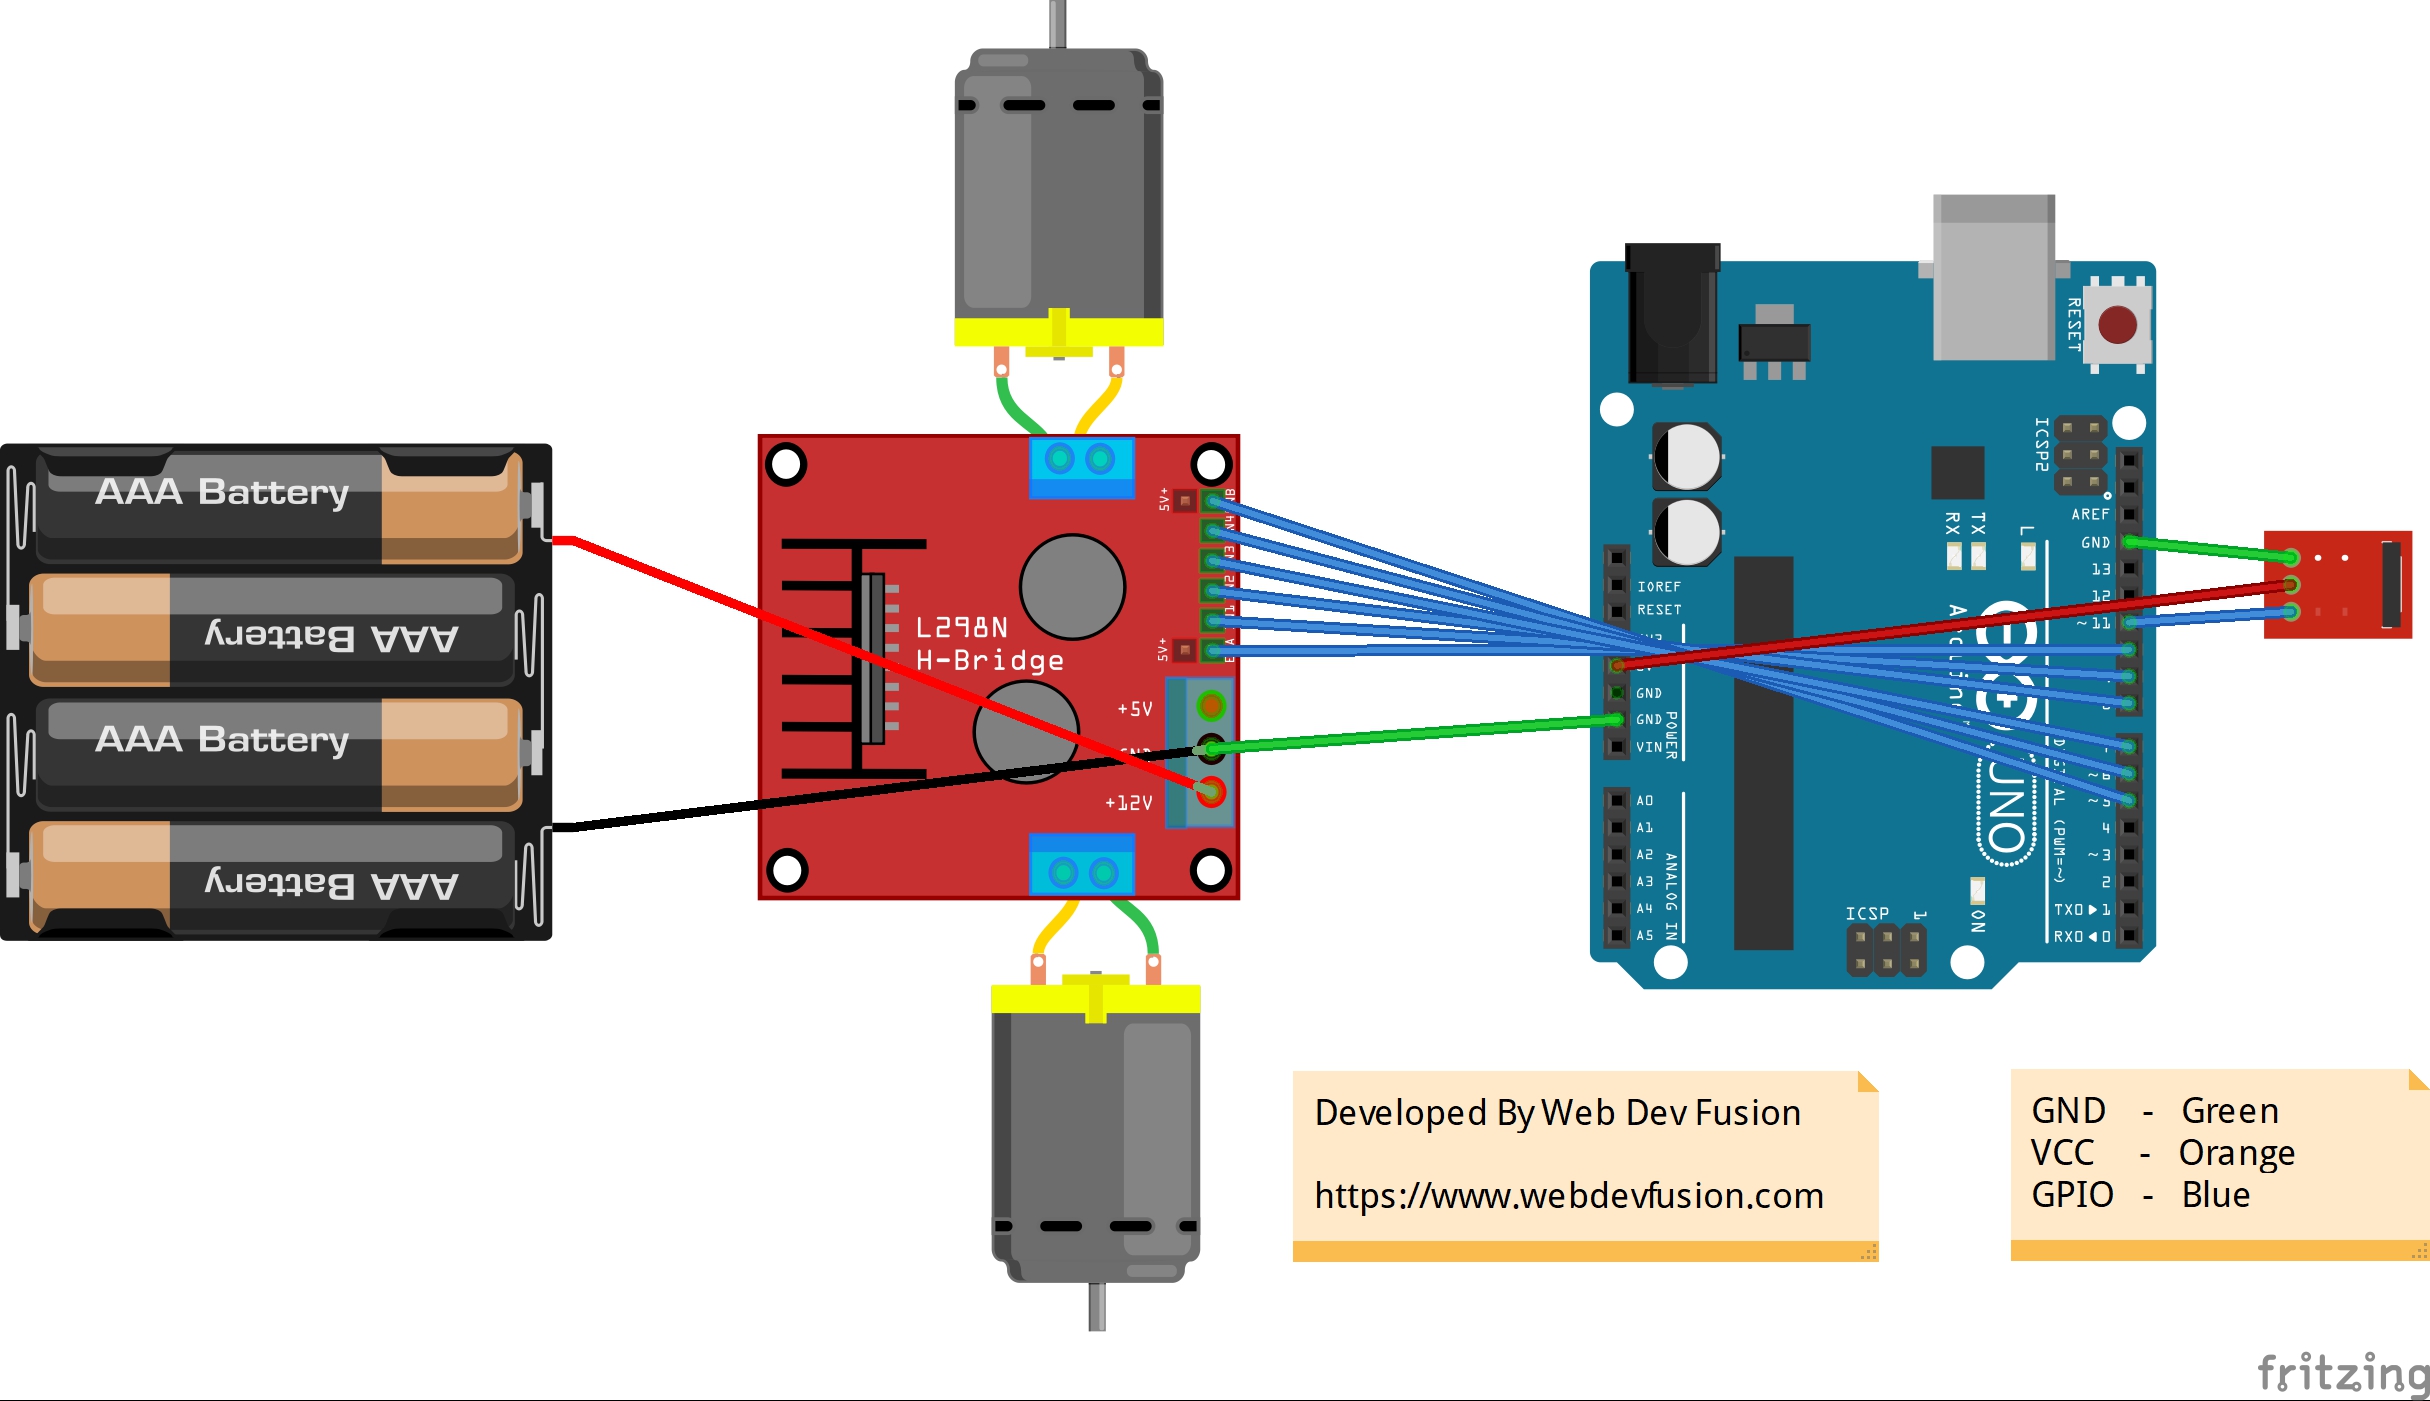 AAA Battery
AAA Battery
AAA Battery
AAA Battery
L298N
H-Bridge
5V+
5V+
+5V
+12V
RESET
ICSP2
AREF
GND
13
12
~11
RX
TX
L
IOREF
RESET
GND
GND
VIN
POWER
A0
A1
A2
A3
A4
A5
ANALOG IN
UNO
~5
4
~3
2
TX0▶1
RX0◀0
(PWM=~)
ICSP
1
ON
Developed By Web Dev Fusion
https://www.webdevfusion.com
GND - Green
VCC - Orange
GPIO - Blue
fritzing